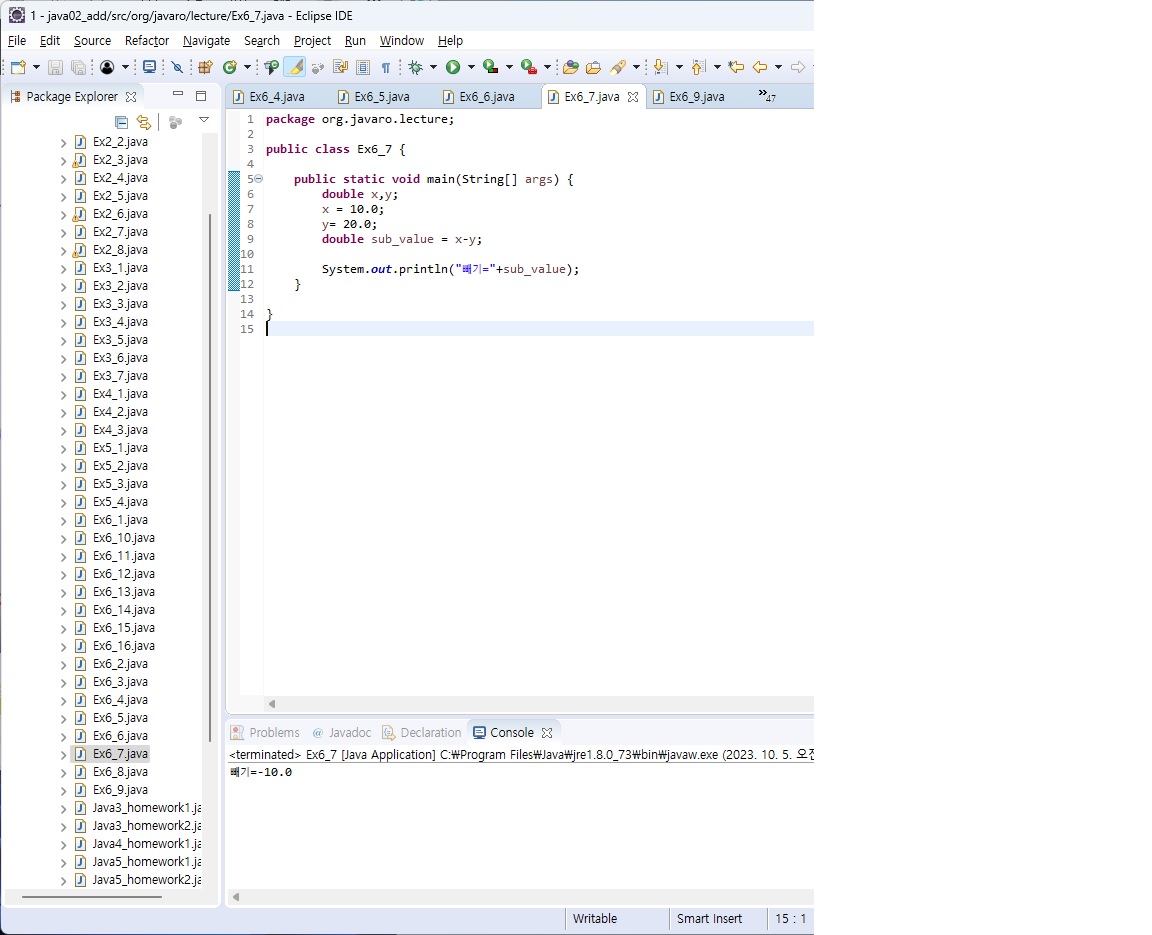 1 - java02_add/src/org/javaro/lecture/Ex6_7.java - Eclipse IDE
File Edit Source Refactor Navigate Search Project Run Window Help
Package Explorer
Ex6_4.java Ex6_5.java Ex6_6.java Ex6_7.java Ex6_9.java »47
Ex2_2.java
Ex2_3.java
Ex2_4.java
Ex2_5.java
Ex2_6.java
Ex2_7.java
Ex2_8.java
Ex3_1.java
Ex3_2.java
Ex3_3.java
Ex3_4.java
Ex3_5.java
Ex3_6.java
Ex3_7.java
Ex4_1.java
Ex4_2.java
Ex4_3.java
Ex5_1.java
Ex5_2.java
Ex5_3.java
Ex5_4.java
Ex6_1.java
Ex6_10.java
Ex6_11.java
Ex6_12.java
Ex6_13.java
Ex6_14.java
Ex6_15.java
Ex6_16.java
Ex6_2.java
Ex6_3.java
Ex6_4.java
Ex6_5.java
Ex6_6.java
Ex6_7.java
Ex6_8.java
Ex6_9.java
Java3_homework1.ja
Java3_homework2.ja
Java4_homework1.ja
Java5_homework1.ja
Java5_homework2.ja
1 package org.javaro.lecture;
2
3 public class Ex6_7 {
4
5 public static void main(String[] args) {
6 double x,y;
7 x = 10.0;
8 y= 20.0;
9 double sub_value = x-y;
10
11 System.out.println("빼기="+sub_value);
12 }
13
14 }
15
Problems @ Javadoc Declaration Console
<terminated> Ex6_7 [Java Application] C:₩Program Files₩Java₩jre1.8.0_73₩bin₩javaw.exe (2023. 10. 5. 오전
빼기=-10.0
Writable Smart Insert 15 : 1